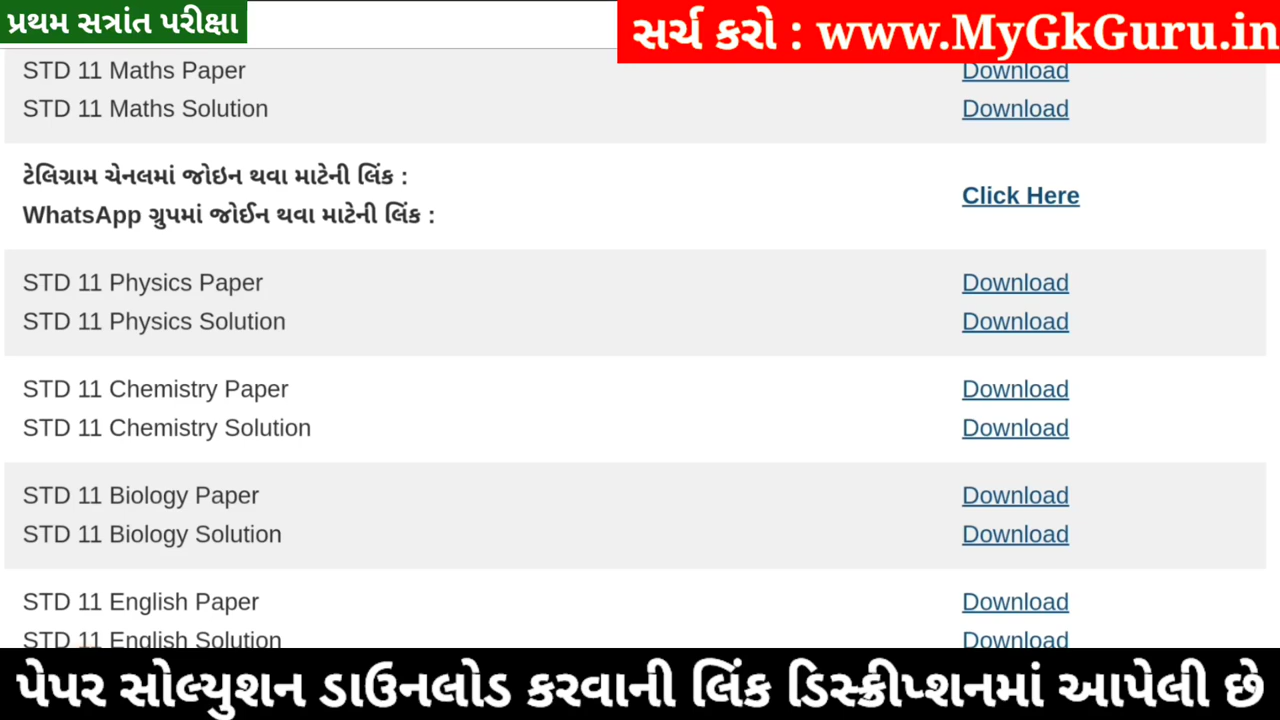 પ્રથમ સત્રાંત પરીક્ષા
સર્ચ કરો : www.MyGkGuru.in
STD 11 Maths Paper Download
STD 11 Maths Solution Download
ટેલિગ્રામ ચેનલમાં જોઇન થવા માટેની લિંક :
Click Here
WhatsApp ગ્રુપમાં જોઈન થવા માટેની લિંક :
STD 11 Physics Paper Download
STD 11 Physics Solution Download
STD 11 Chemistry Paper Download
STD 11 Chemistry Solution Download
STD 11 Biology Paper Download
STD 11 Biology Solution Download
STD 11 English Paper Download
STD 11 English Solution Download
પેપર સોલ્યુશન ડાઉનલોડ કરવાની લિંક ડિસ્ક્રીપ્શનમાં આપેલી છે